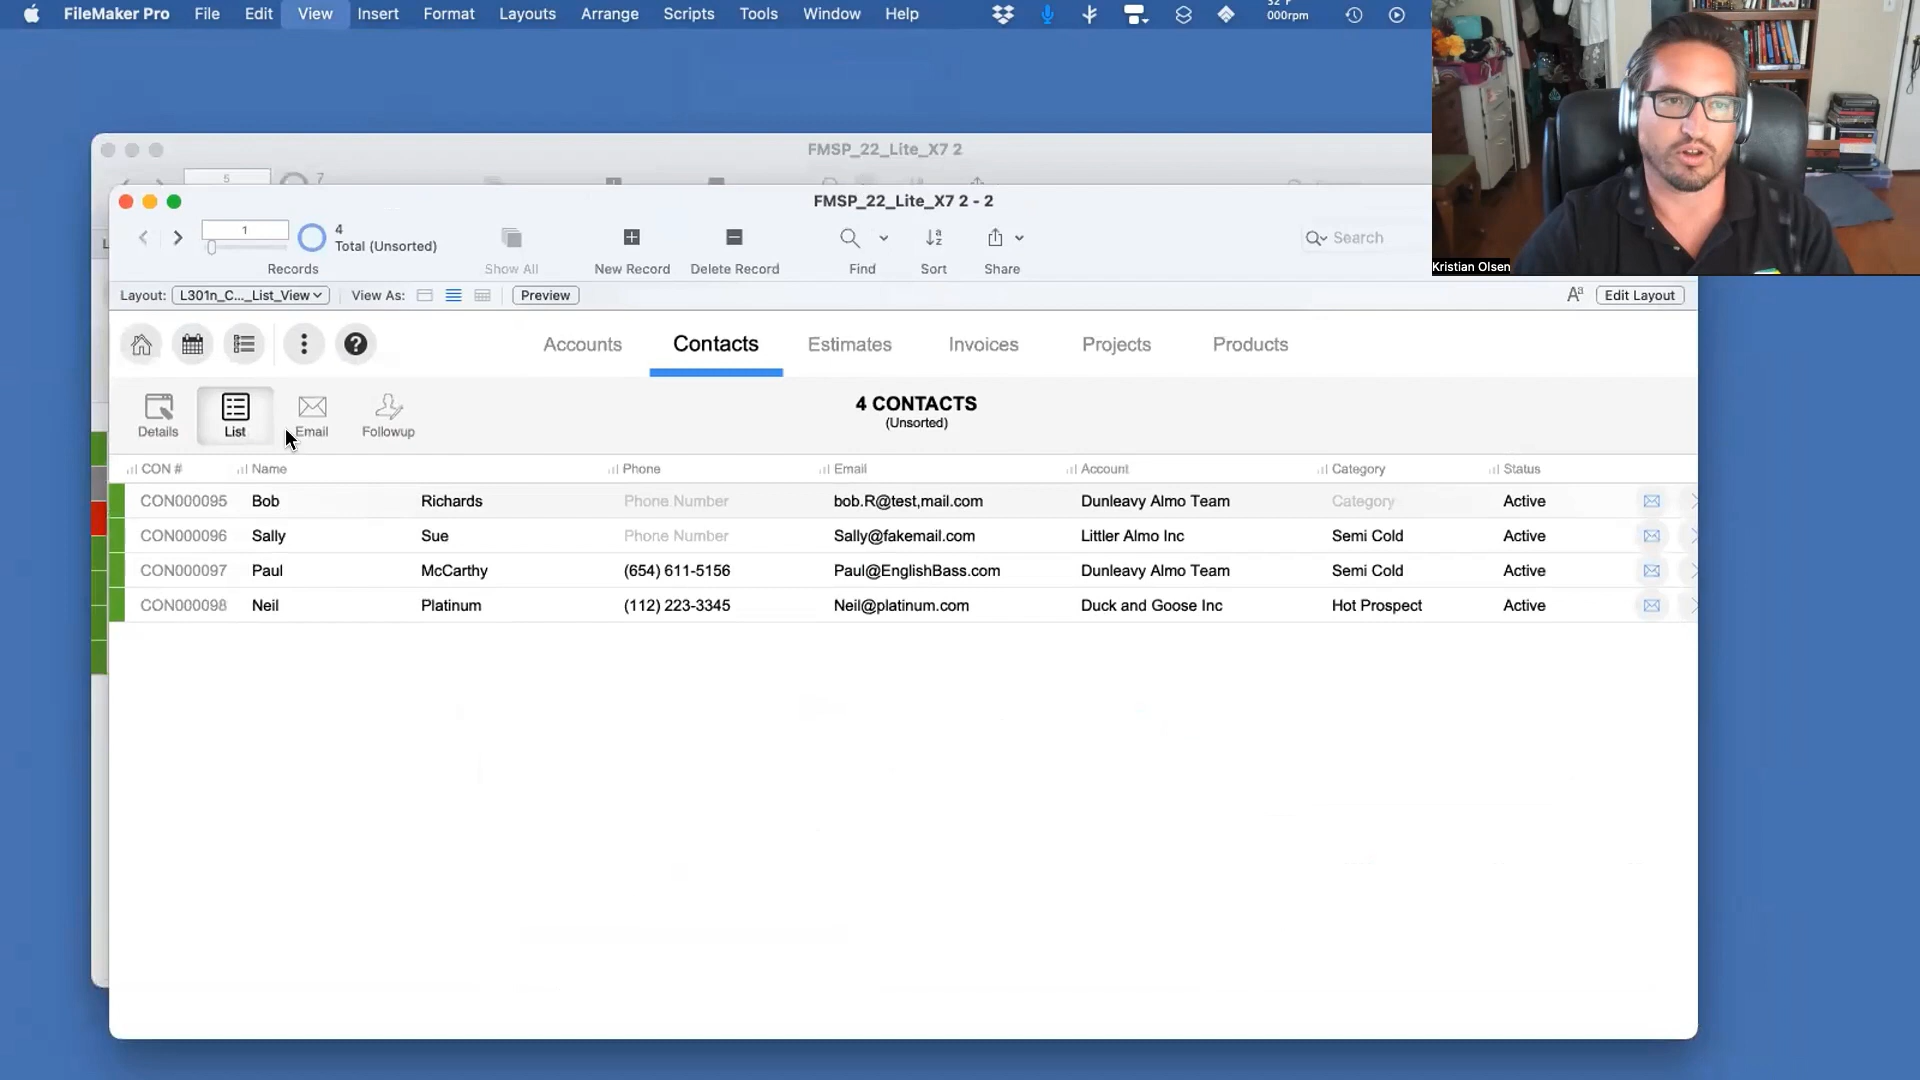 FileMaker Pro File Edit View Insert Format Layouts Arrange Scripts Tools Window Help
000rpm
Kristian Olsen
FMSP_22_Lite_X7 2
5
7
FMSP_22_Lite_X7 2 - 2
1
4
Total (Unsorted)
Search
Records Show All New Record Delete Record Find Sort Share
Layout: L301n_C..._List_View View As: Preview Aª Edit Layout
Accounts Contacts Estimates Invoices Projects Products
Details List Email Followup
4 CONTACTS
(Unsorted)
CON # Name Phone Email Account Category Status
CON000095 Bob Richards Phone Number bob.R@test,mail.com Dunleavy Almo Team Category Active
CON000096 Sally Sue Phone Number Sally@fakemail.com Littler Almo Inc Semi Cold Active
CON000097 Paul McCarthy (654) 611-5156 Paul@EnglishBass.com Dunleavy Almo Team Semi Cold Active
CON000098 Neil Platinum (112) 223-3345 Neil@platinum.com Duck and Goose Inc Hot Prospect Active